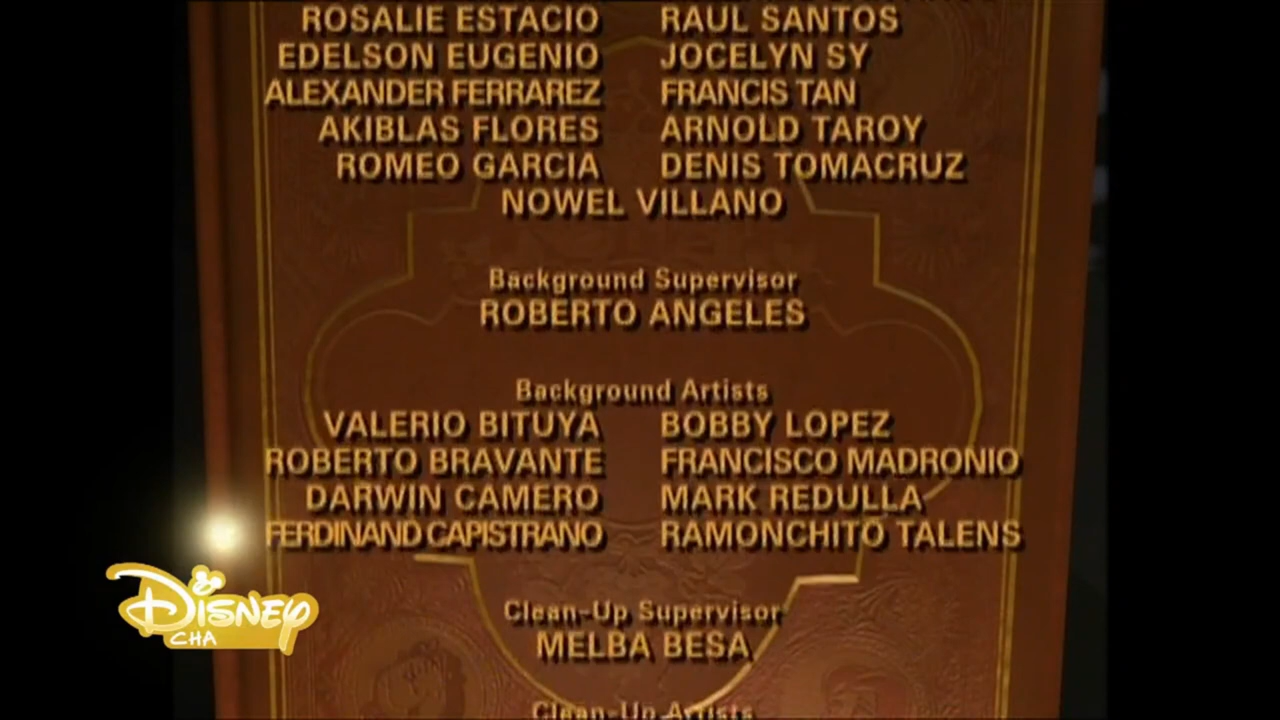 ROSALIE ESTACIO RAUL SANTOS
EDELSON EUGENIO JOCELYN SY
ALEXANDER FERRAREZ FRANCIS TAN
AKIBLAS FLORES ARNOLD TAROY
ROMEO GARCIA DENIS TOMACRUZ
NOWEL VILLANO
Background Supervisor
ROBERTO ANGELES
Background Artists
VALERIO BITUYA BOBBY LOPEZ
ROBERTO BRAVANTE FRANCISCO MADRONIO
DARWIN CAMERO MARK REDULLA
FERDINAND CAPISTRANO RAMONCHITO TALENS
Clean-Up Supervisor
MELBA BESA
Clean-Up Artists
DISNEY
CHA